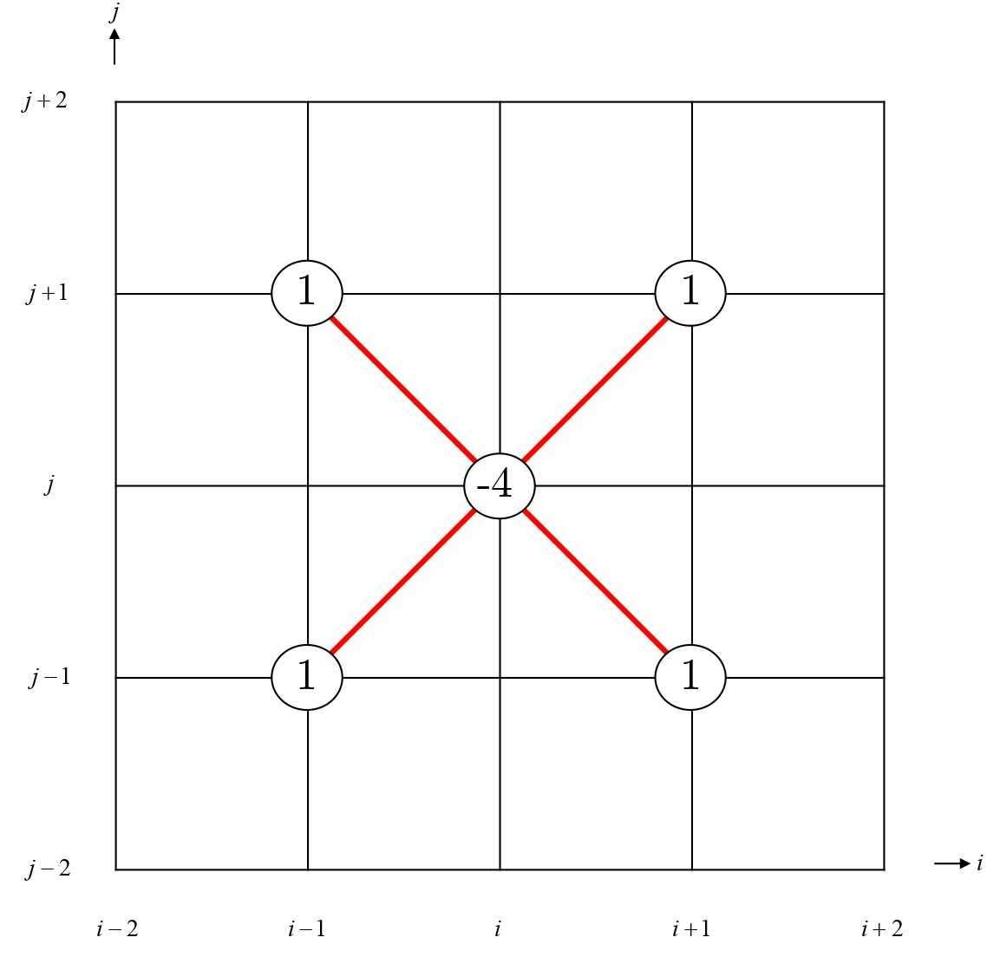 j
j + 2
j +1
1 1
j
-4
j − 1
1 1
j − 2
i
i − 2 i −1 i i +1 i + 2